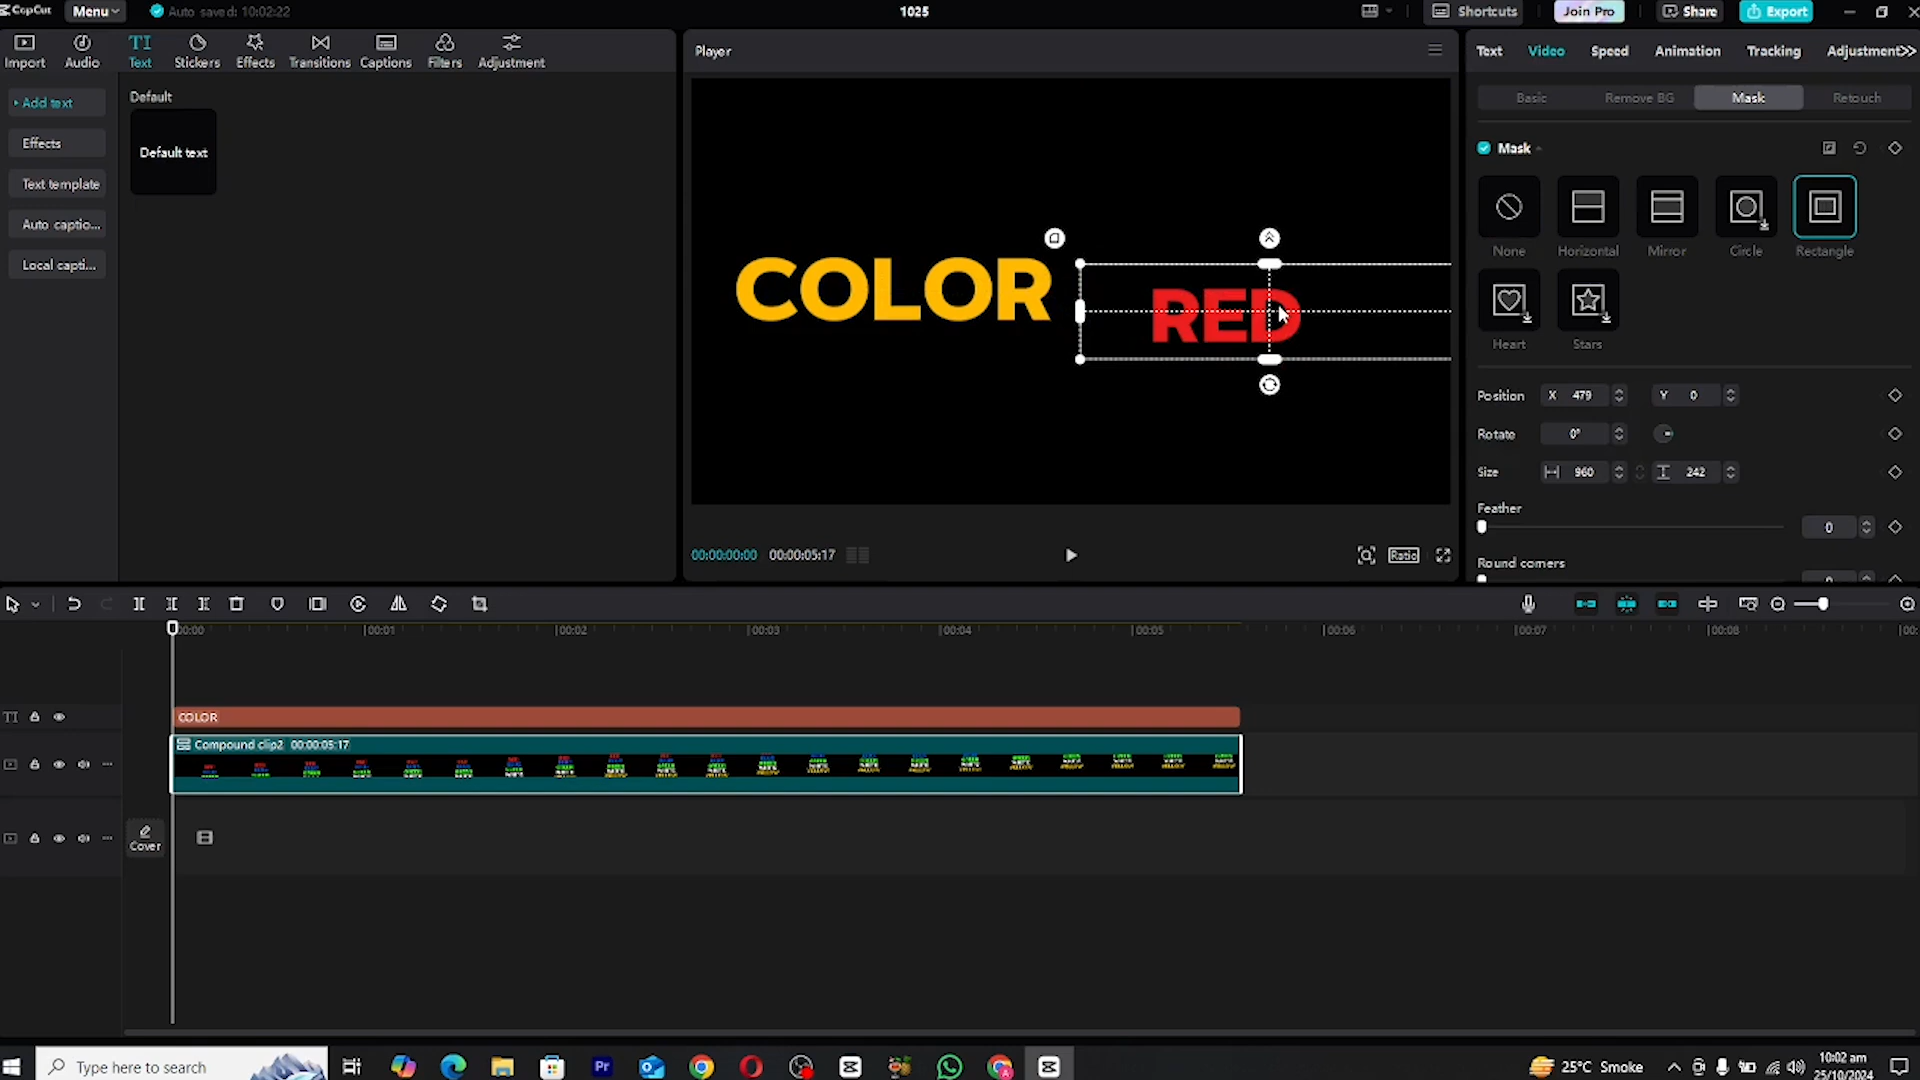 CapCut Menu Auto saved: 10:02:22 1025 Shortcuts Join Pro Share Export
Import Audio TI Text Stickers Effects Transitions Captions Filters Adjustment
Add text
Effects
Text template
Auto captio...
Local capti...
Default
Default text
Player
COLOR
RED
00:00:00:00 00:00:05:17
Ratio
Text Video Speed Animation Tracking Adjustment
Basic Remove BG Mask Retouch
Mask
None Horizontal Mirror Circle Rectangle
Heart Stars
Position X 479 Y 0
Rotate 0°
Size 960 242
Feather
0
Round corners
00:00 00:01 00:02 00:03 00:04 00:05 00:06 00:07 00:08 00:
TI COLOR
Compound clip2 00:00:05:17
Cover
Type here to search
Pr
25°C Smoke
10:02 am
25/10/2024